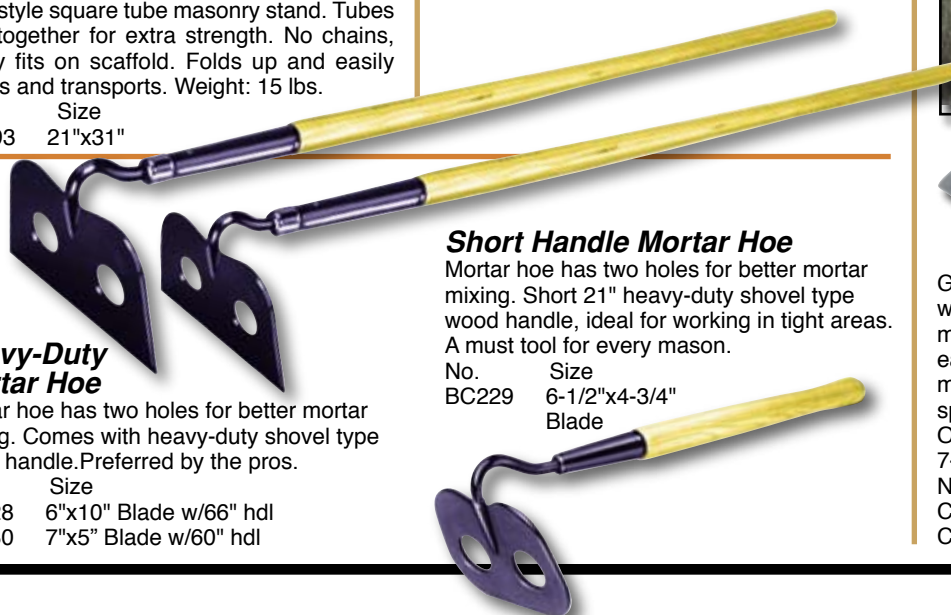 style square tube masonry stand. Tubes
together for extra strength. No chains,
fits on scaffold. Folds up and easily
and transports. Weight: 15 lbs.
Size
21"x31"
Short Handle Mortar Hoe
Mortar hoe has two holes for better mortar
mixing. Short 21" heavy-duty shovel type
wood handle, ideal for working in tight areas.
A must tool for every mason.
No. Size
BC229 6-1/2"x4-3/4"
Blade
vy-Duty
tar Hoe
ar hoe has two holes for better mortar
g. Comes with heavy-duty shovel type
handle.Preferred by the pros.
Size
28 6"x10" Blade w/66" hdl
0 7"x5” Blade w/60" hdl